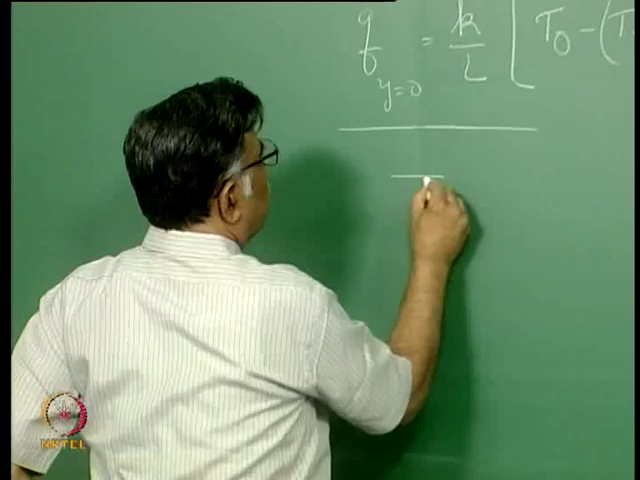 q y=0 = k/L [ T0 - (T
NPTEL